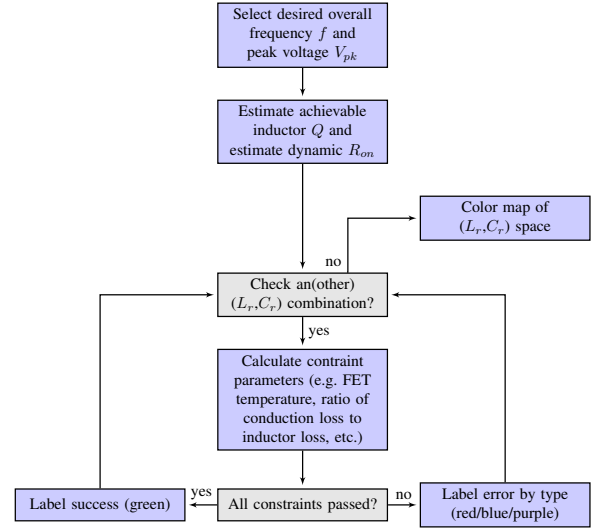 Select desired overall
frequency f and
peak voltage V_pk
Estimate achievable
inductor Q and
estimate dynamic R_on
Color map of
(L_r,C_r) space
no
Check an(other)
(L_r,C_r) combination?
yes
Calculate contraint
parameters (e.g. FET
temperature, ratio of
conduction loss to
inductor loss, etc.)
Label success (green)
yes
All constraints passed?
no
Label error by type
(red/blue/purple)